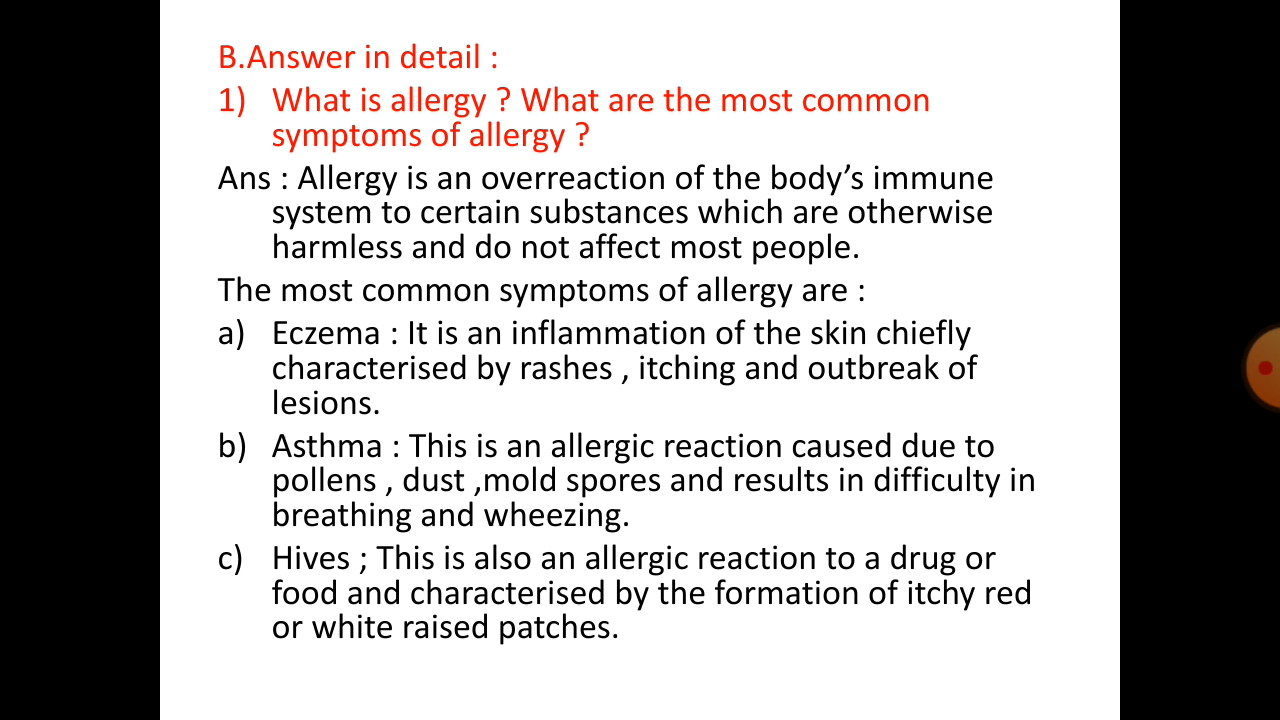 B.Answer in detail :
1) What is allergy ? What are the most common
symptoms of allergy ?
Ans : Allergy is an overreaction of the body’s immune
system to certain substances which are otherwise
harmless and do not affect most people.
The most common symptoms of allergy are :
a) Eczema : It is an inflammation of the skin chiefly
characterised by rashes , itching and outbreak of
lesions.
b) Asthma : This is an allergic reaction caused due to
pollens , dust ,mold spores and results in difficulty in
breathing and wheezing.
c) Hives ; This is also an allergic reaction to a drug or
food and characterised by the formation of itchy red
or white raised patches.